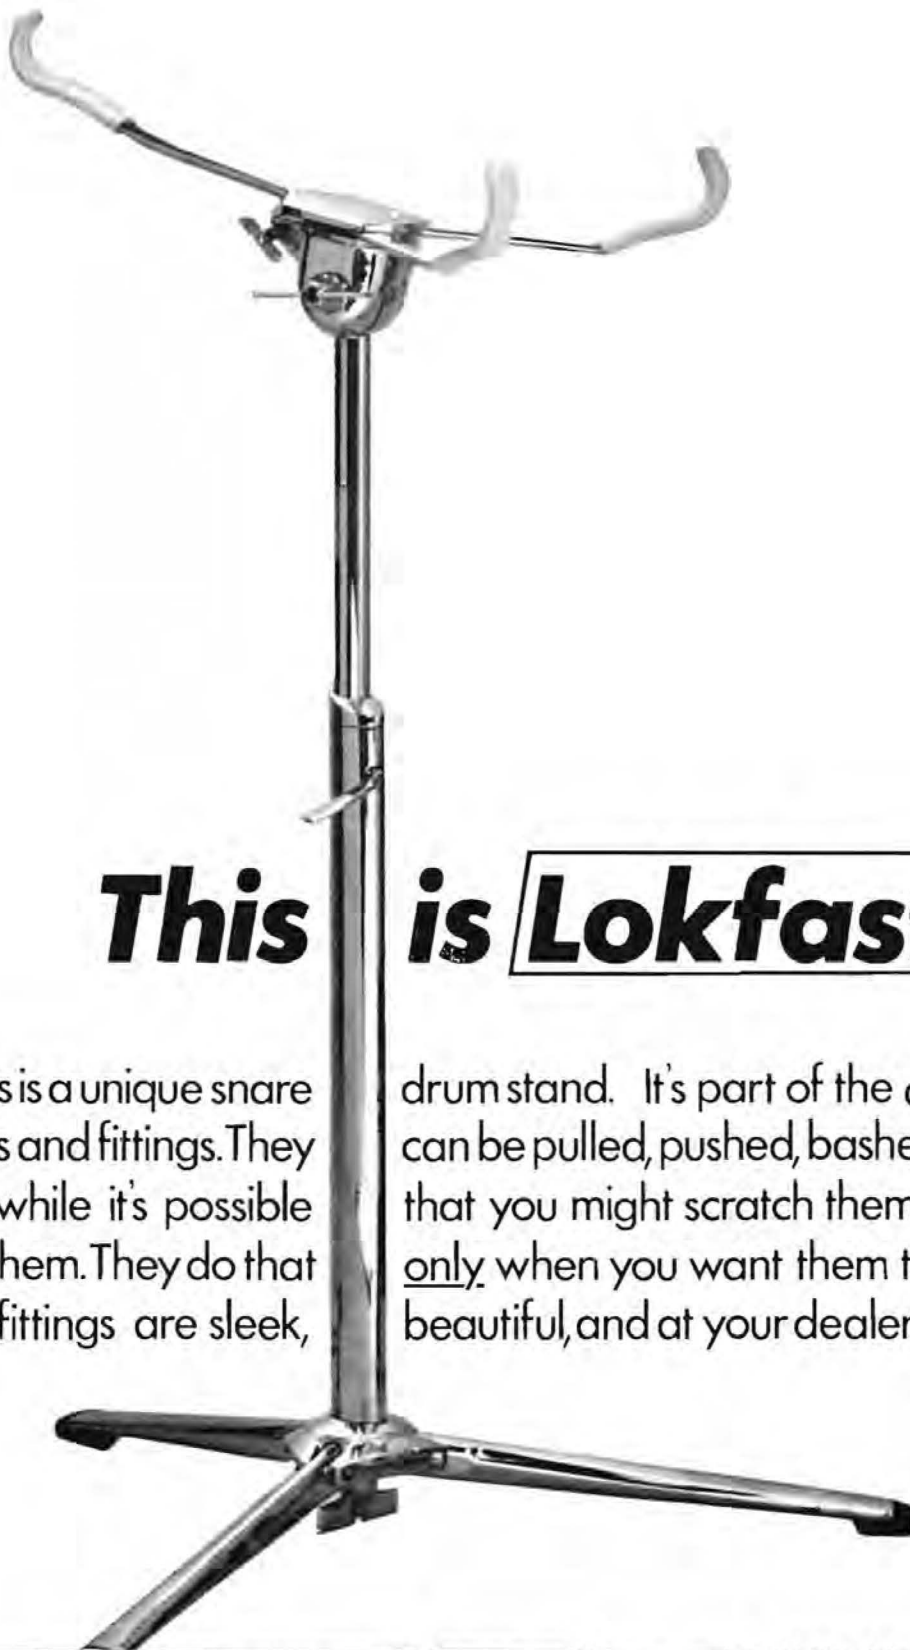 This is Lokfas
s is a unique snare drum stand. It's part of the
s and fittings. They can be pulled, pushed, bashe
while it's possible that you might scratch them
hem. They do that only when you want them t
fittings are sleek, beautiful, and at your dealer